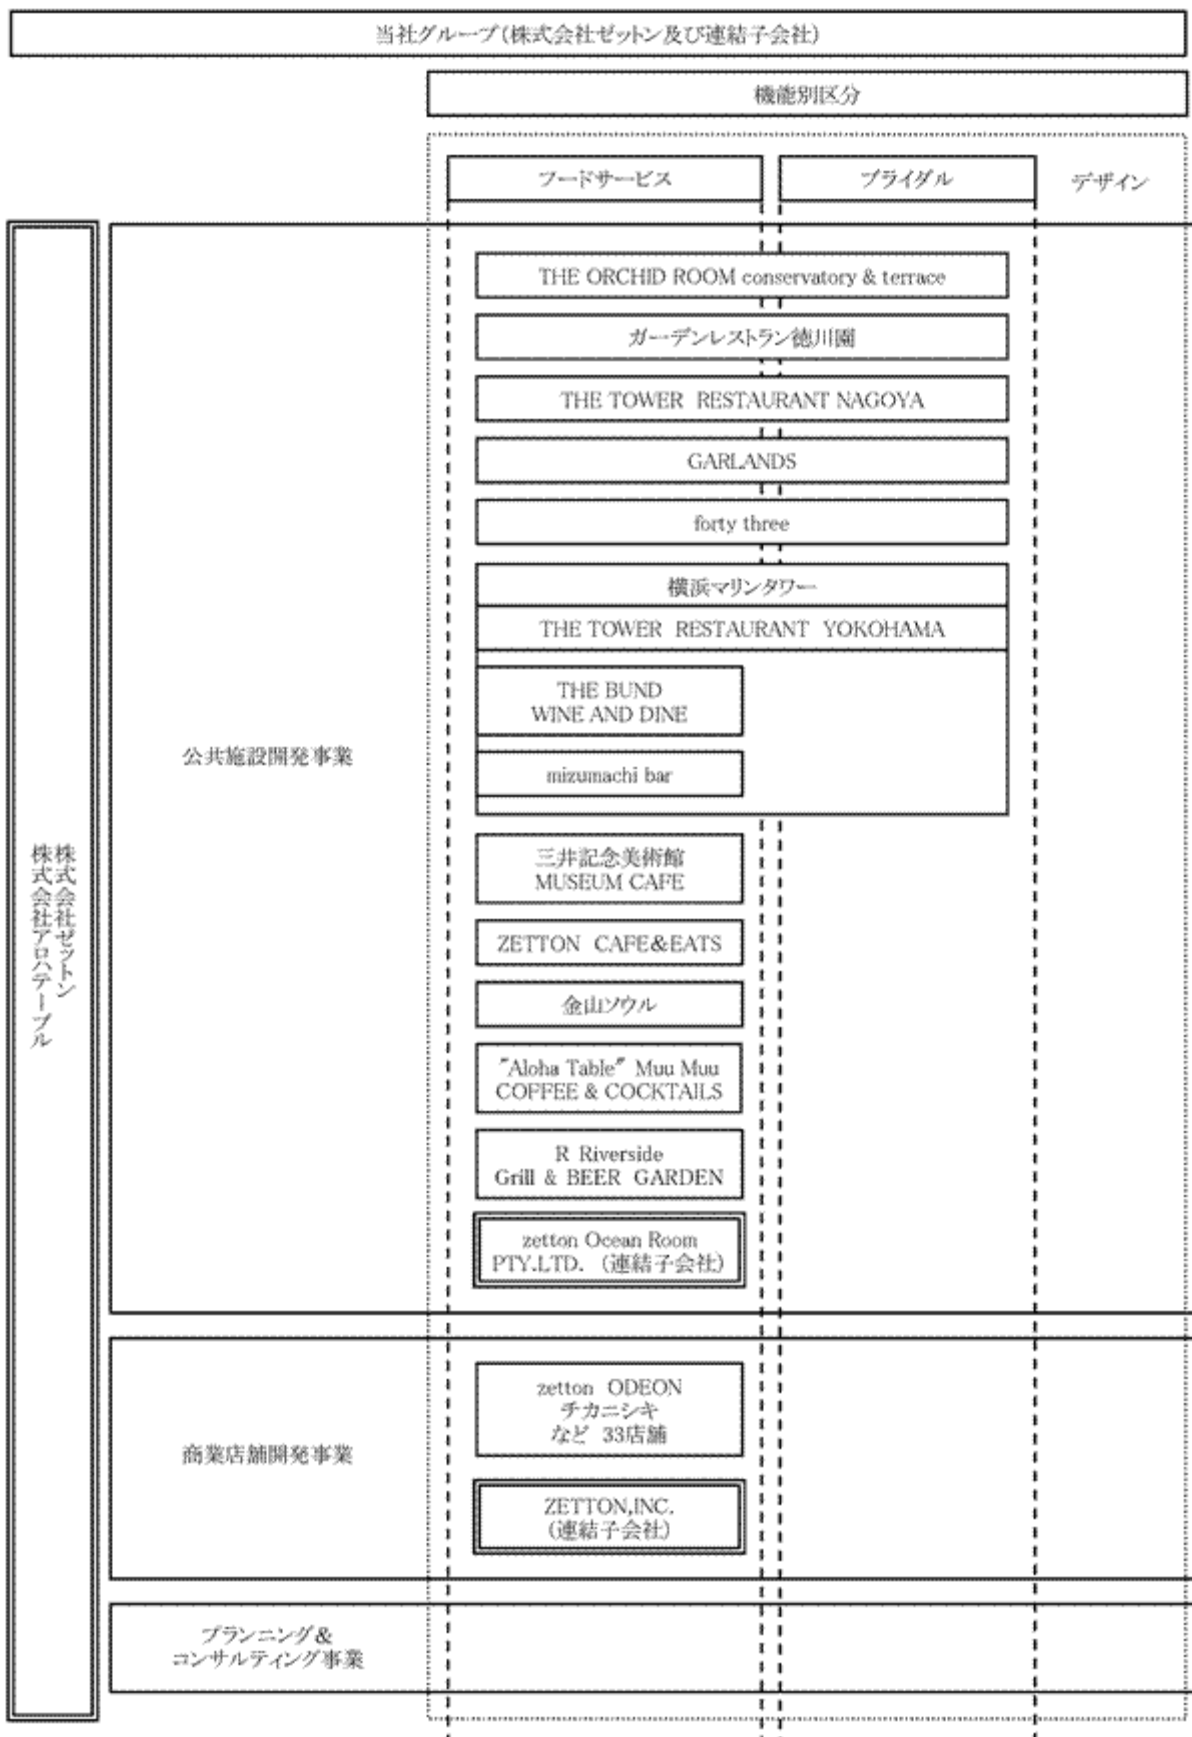 当社グループ(株式会社ゼットン及び連結子会社)
機能別区分
フードサービス
ブライダル
デザイン
株式会社ゼットン
株式会社アロハテーブル
公共施設開発事業
THE ORCHID ROOM conservatory & terrace
ガーデンレストラン徳川園
THE TOWER RESTAURANT NAGOYA
GARLANDS
forty three
横浜マリンタワー
THE TOWER RESTAURANT YOKOHAMA
THE BUND
WINE AND DINE
mizumachi bar
三井記念美術館
MUSEUM CAFE
ZETTON CAFE&EATS
金山ソウル
"Aloha Table" Muu Muu
COFFEE & COCKTAILS
R Riverside
Grill & BEER GARDEN
zetton Ocean Room
PTY.LTD. (連結子会社)
商業店舗開発事業
zetton ODEON
チカニシキ
など 33店舗
ZETTON,INC.
(連結子会社)
プランニング&
コンサルティング事業